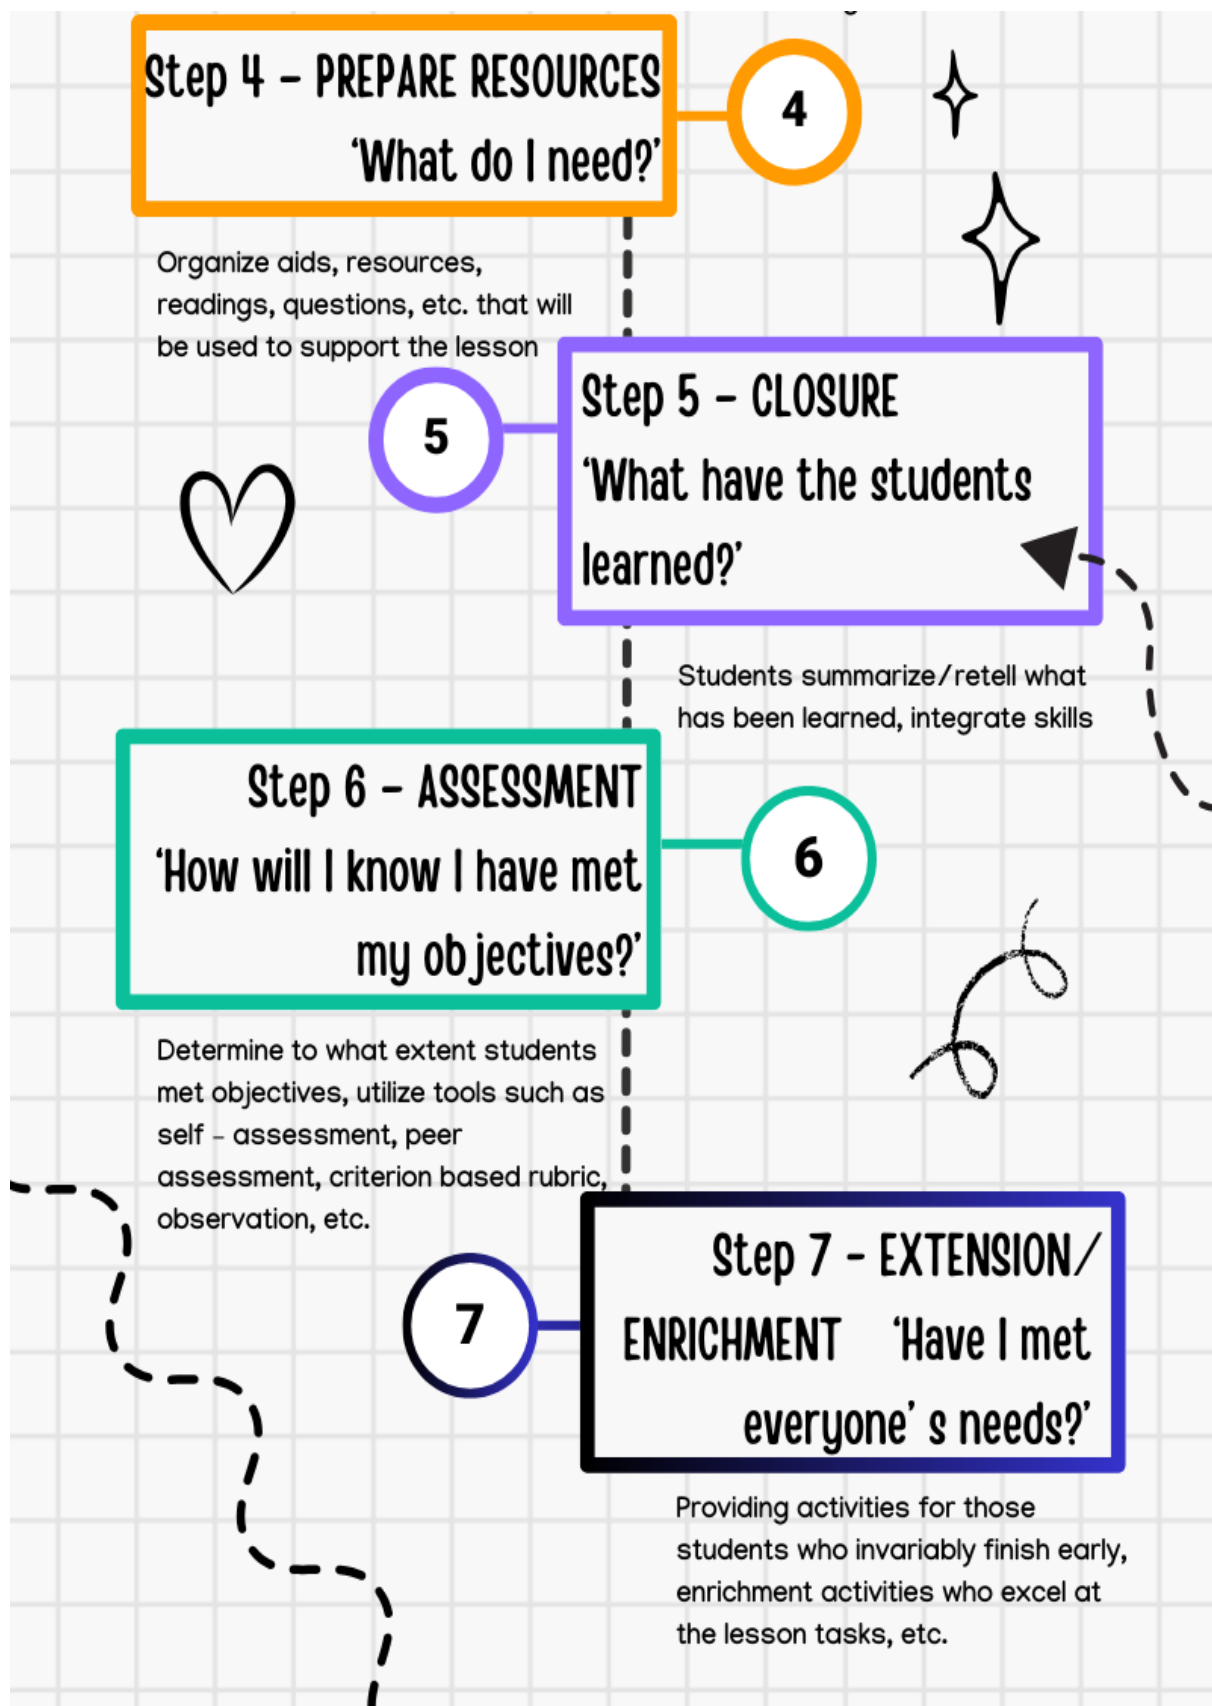 Step 4 – PREPARE RESOURCES
‘What do I need?’
4
Organize aids, resources,
readings, questions, etc. that will
be used to support the lesson
5
Step 5 – CLOSURE
‘What have the students
learned?’
Students summarize/retell what
has been learned, integrate skills
Step 6 – ASSESSMENT
‘How will I know I have met
my objectives?’
6
Determine to what extent students
met objectives, utilize tools such as
self – assessment, peer
assessment, criterion based rubric,
observation, etc.
7
Step 7 – EXTENSION/
ENRICHMENT ‘Have I met
everyone’ s needs?’
Providing activities for those
students who invariably finish early,
enrichment activities who excel at
the lesson tasks, etc.